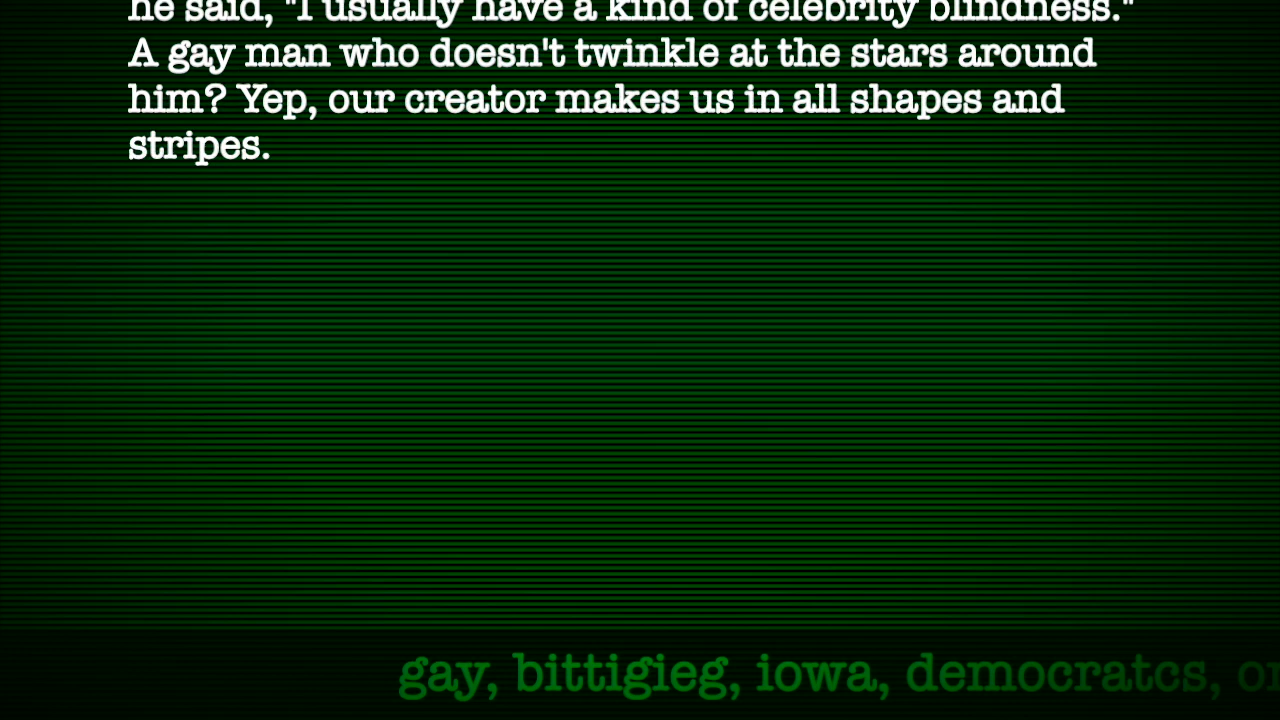 he said, "I usually have a kind of celebrity blindness."
A gay man who doesn't twinkle at the stars around
him? Yep, our creator makes us in all shapes and
stripes.
gay, bittigieg, iowa, democratcs,